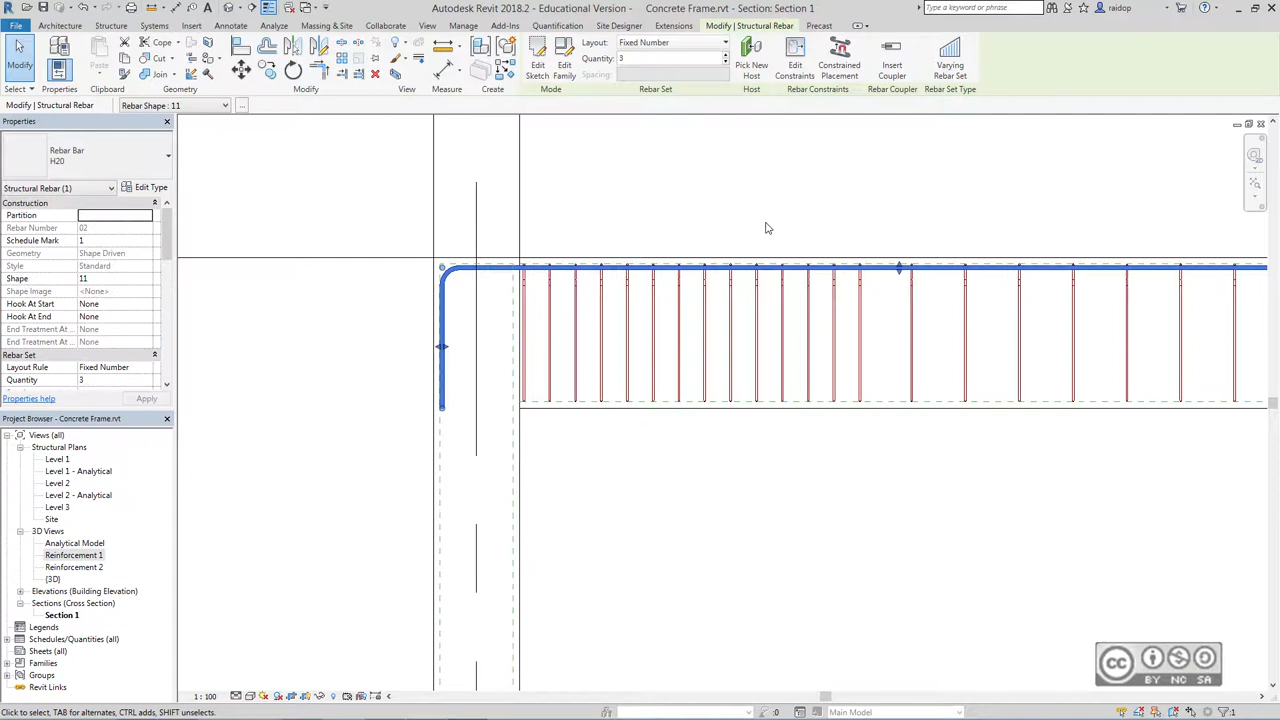 Autodesk Revit 2018.2 - Educational Version - Concrete Frame.rvt - Section: Section 1
Type a keyword or phrase
raidop
File Architecture Structure Systems Insert Annotate Analyze Massing & Site Collaborate View Manage Add-Ins Quantification Site Designer Extensions Modify | Structural Rebar Precast
Modify
Paste
Cope
Cut
Join
Edit Sketch
Edit Family
Layout: Fixed Number
Quantity: 3
Spacing:
Pick New Host
Edit Constraints
Constrained Placement
Insert Coupler
Varying Rebar Set
Select Properties Clipboard Geometry Modify View Measure Create Mode Rebar Set Host Rebar Constraints Rebar Coupler Rebar Set Type
Modify | Structural Rebar Rebar Shape : 11 ...
Properties
Rebar Bar
H20
Structural Rebar (1) Edit Type
Construction
Partition
Rebar Number 02
Schedule Mark 1
Geometry Shape Driven
Style Standard
Shape 11
Shape Image <None>
Hook At Start None
Hook At End None
End Treatment At ... None
End Treatment At ... None
Rebar Set
Layout Rule Fixed Number
Quantity 3
Properties help Apply
Project Browser - Concrete Frame.rvt
Views (all)
Structural Plans
Level 1
Level 1 - Analytical
Level 2
Level 2 - Analytical
Level 3
Site
3D Views
Analytical Model
Reinforcement 1
Reinforcement 2
{3D}
Elevations (Building Elevation)
Sections (Cross Section)
Section 1
Legends
Schedules/Quantities (all)
Sheets (all)
Families
Groups
Revit Links
cc
BY NC SA
1 : 100
Click to select, TAB for alternates, CTRL adds, SHIFT unselects.
:0 Main Model :1